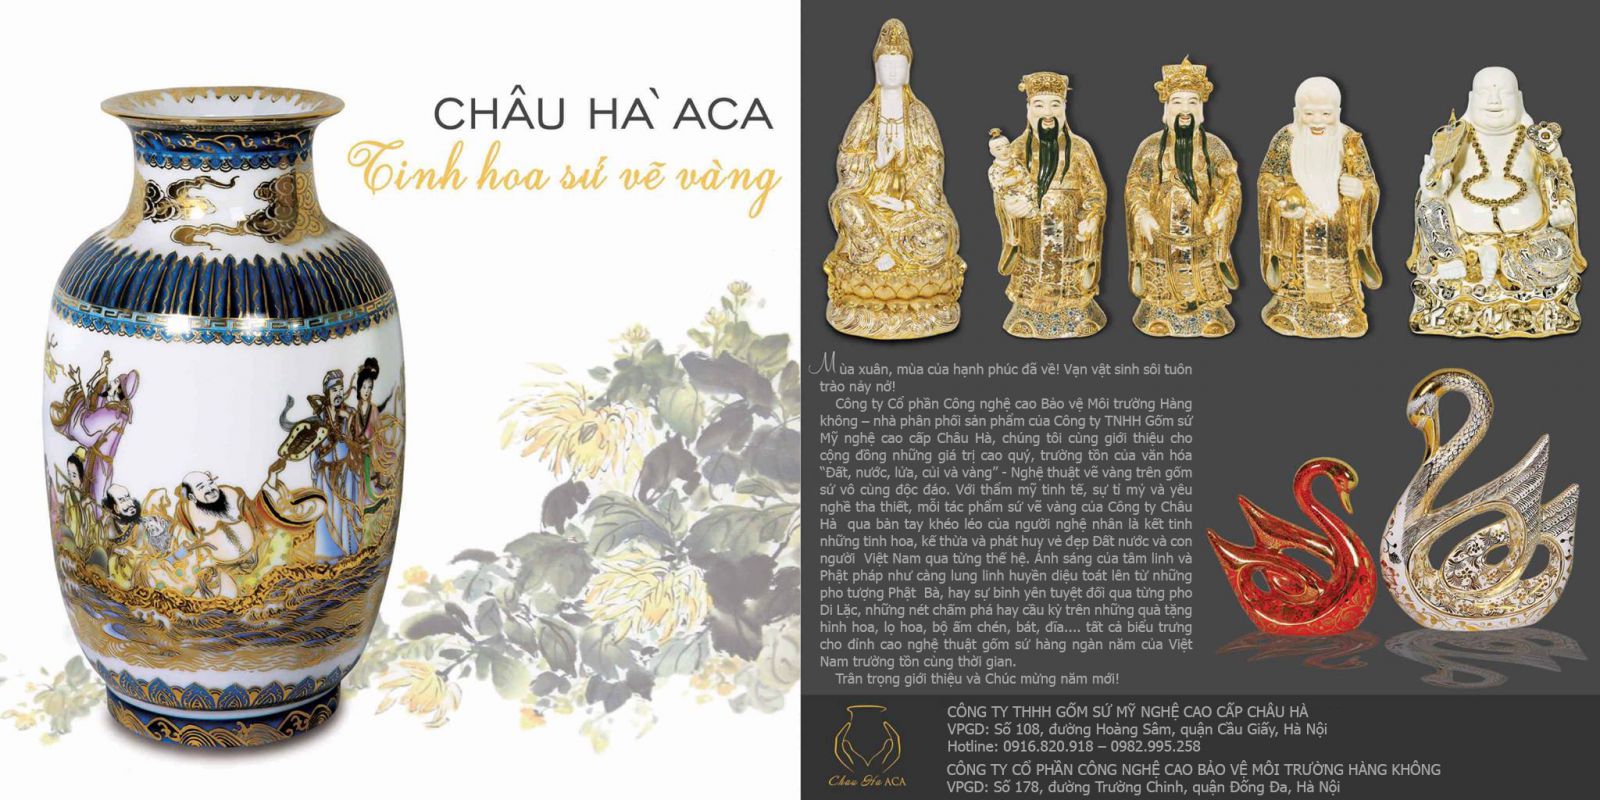 CHÂU HÀ ACA
Tinh hoa sứ vẽ vàng
Mùa xuân, mùa của hạnh phúc đã về! Vạn vật sinh sôi tuôn
trào nảy nở!
Công ty Cổ phần Công nghệ cao Bảo vệ Môi trường Hàng
không – nhà phân phối sản phẩm của Công ty TNHH Gốm sứ
Mỹ nghệ cao cấp Châu Hà, chúng tôi cùng giới thiệu cho
cộng đồng những giá trị cao quý, trường tồn của văn hóa
“Đất, nước, lửa, củi và vàng” - Nghệ thuật vẽ vàng trên gốm
sứ vô cùng độc đáo. Với thẩm mỹ tinh tế, sự tỉ mỷ và yêu
nghề tha thiết, mỗi tác phẩm sứ vẽ vàng của Công ty Châu
Hà qua bàn tay khéo léo của người nghệ nhân là kết tinh
những tinh hoa, kế thừa và phát huy vẻ đẹp Đất nước và con
người Việt Nam qua từng thế hệ. Ánh sáng của tâm linh và
Phật pháp như càng lung linh huyền diệu toát lên từ những
pho tượng Phật Bà, hay sự bình yên tuyệt đối qua từng pho
Di Lặc, những nét chấm phá hay cầu kỳ trên những quà tặng
hình hoa, lọ hoa, bộ ấm chén, bát, đĩa.... tất cả biểu trưng
cho đỉnh cao nghệ thuật gốm sứ hàng ngàn năm của Việt
Nam trường tồn cùng thời gian.
Trân trọng giới thiệu và Chúc mừng năm mới!
Chau Ha ACA
CÔNG TY THHH GỐM SỨ MỸ NGHỆ CAO CẤP CHÂU HÀ
VPGD: Số 108, đường Hoàng Sâm, quận Cầu Giấy, Hà Nội
Hotline: 0916.820.918 – 0982.995.258
CÔNG TY CỔ PHẦN CÔNG NGHỆ CAO BẢO VỆ MÔI TRƯỜNG HÀNG KHÔNG
VPGD: Số 178, đường Trường Chinh, quận Đống Đa, Hà Nội